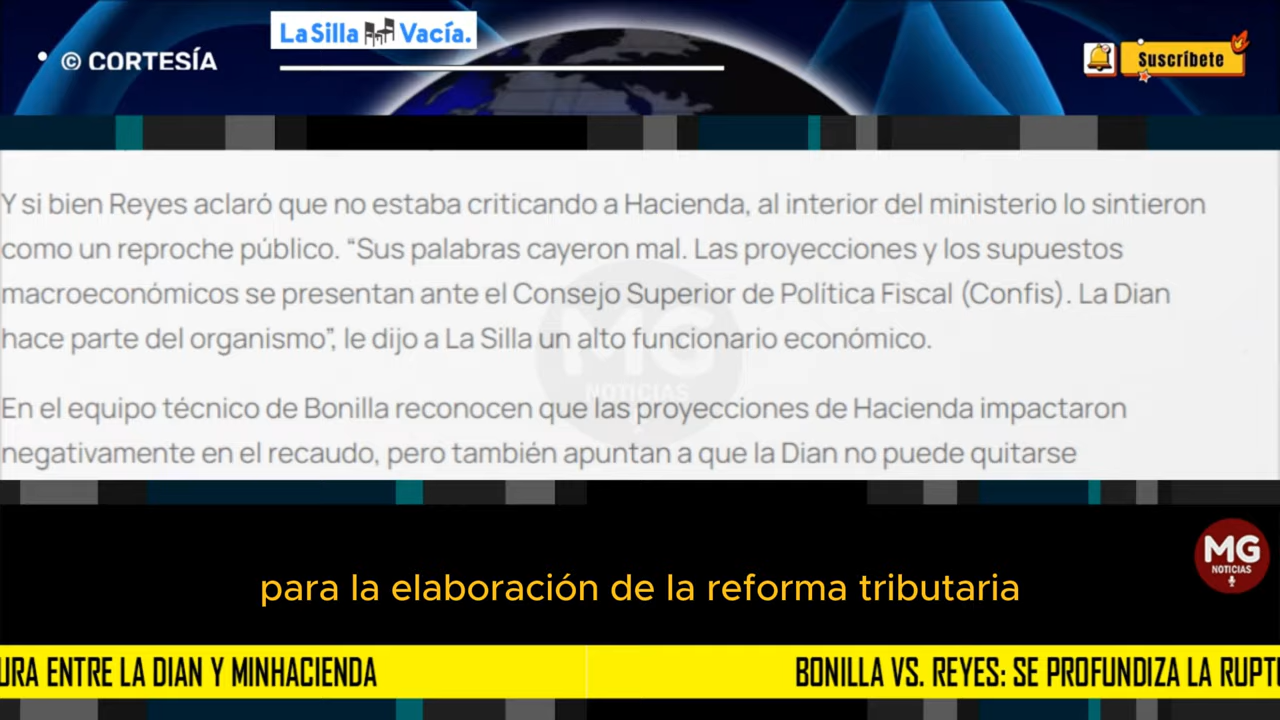 La Silla Vacía.
© CORTESÍA
Suscríbete
Y si bien Reyes aclaró que no estaba criticando a Hacienda, al interior del ministerio lo sintieron
como un reproche público. “Sus palabras cayeron mal. Las proyecciones y los supuestos
macroeconómicos se presentan ante el Consejo Superior de Política Fiscal (Confis). La Dian
hace parte del organismo”, le dijo a La Silla un alto funcionario económico.
MG
NOTICIAS
En el equipo técnico de Bonilla reconocen que las proyecciones de Hacienda impactaron
negativamente en el recaudo, pero también apuntan a que la Dian no puede quitarse
MG
NOTICIAS
para la elaboración de la reforma tributaria
URA ENTRE LA DIAN Y MINHACIENDA
BONILLA VS. REYES: SE PROFUNDIZA LA RUPT